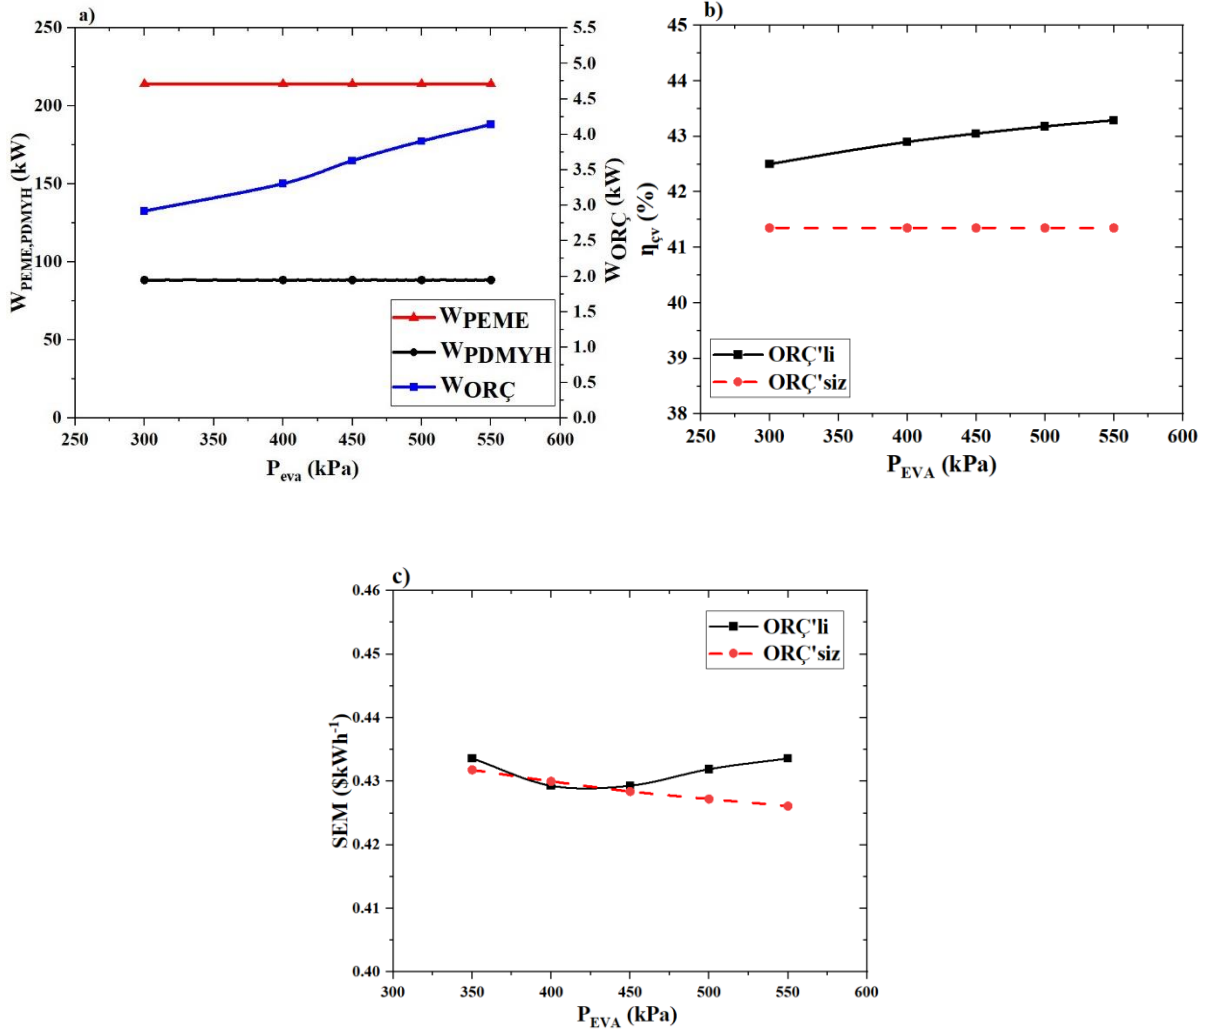 a)
250
200
150
100
50
0
W_PEME,PDMYH (kW)
5.5
5.0
4.5
4.0
3.5
3.0
2.5
2.0
1.5
1.0
0.5
0.0
W_ORÇ (kW)
W_PEME
W_PDMYH
W_ORÇ
250 300 350 400 450 500 550 600
P_eva (kPa)
b)
45
44
43
42
41
40
39
38
η_çv (%)
ORÇ'li
ORÇ'siz
250 300 350 400 450 500 550 600
P_EVA (kPa)
c)
0.46
0.45
0.44
0.43
0.42
0.41
0.40
SEM ($kWh⁻¹)
ORÇ'li
ORÇ'siz
300 350 400 450 500 550 600
P_EVA (kPa)